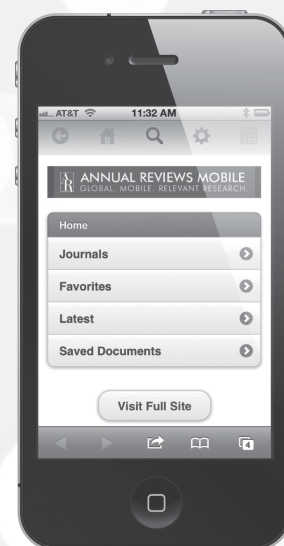 AT&T 11:32 AM
ANNUAL REVIEWS MOBILE
GLOBAL. MOBILE. RELEVANT RESEARCH.
Home
Journals
Favorites
Latest
Saved Documents
Visit Full Site
4